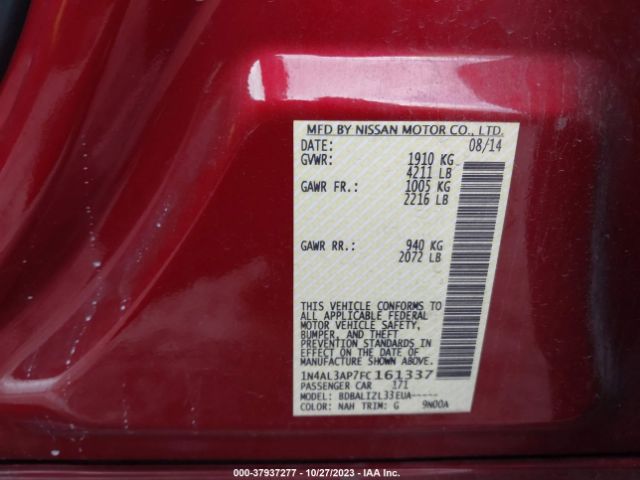 MFD BY NISSAN MOTOR CO., LTD.
DATE: 08/14
GVWR: 1910 KG
4211 LB
GAWR FR.: 1005 KG
2216 LB
GAWR RR.: 940 KG
2072 LB
THIS VEHICLE CONFORMS TO
ALL APPLICABLE FEDERAL
MOTOR VEHICLE SAFETY,
BUMPER, AND THEFT
PREVENTION STANDARDS IN
EFFECT ON THE DATE OF
MANUFACTURE SHOWN ABOVE.
1N4AL3AP7FC161337
PASSENGER CAR 171
MODEL: BDBALIZL33EUA-----
COLOR: NAH TRIM: G 9N00A
000-37937277 - 10/27/2023 - IAA Inc.